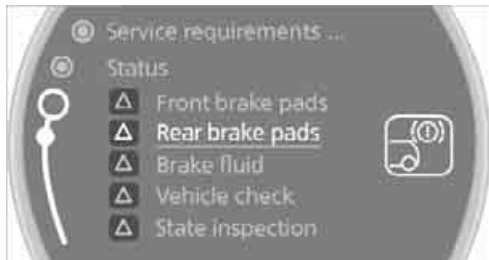 Service requirements ...
Status
Front brake pads
Rear brake pads
Brake fluid
Vehicle check
State inspection